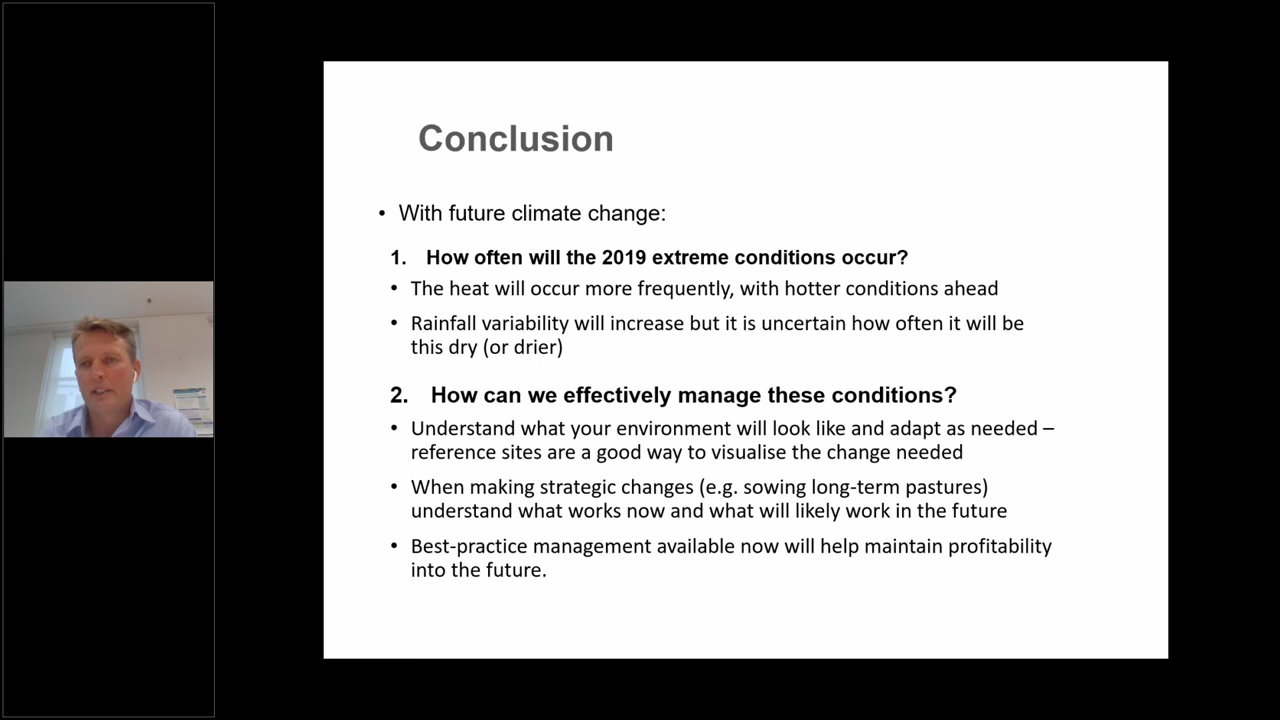 Conclusion
• With future climate change:
1. How often will the 2019 extreme conditions occur?
• The heat will occur more frequently, with hotter conditions ahead
• Rainfall variability will increase but it is uncertain how often it will be
this dry (or drier)
2. How can we effectively manage these conditions?
• Understand what your environment will look like and adapt as needed –
reference sites are a good way to visualise the change needed
• When making strategic changes (e.g. sowing long-term pastures)
understand what works now and what will likely work in the future
• Best-practice management available now will help maintain profitability
into the future.